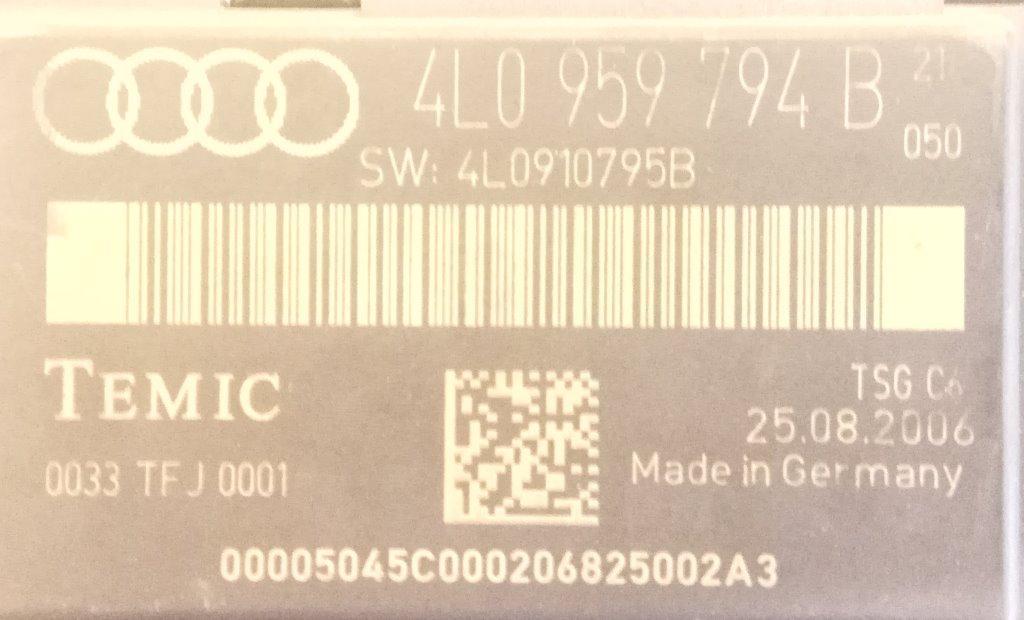 4L0 959 794 B 21
050
SW: 4L0910795B
TEMIC
0033 TFJ 0001
TSG C6
25.08.2006
Made in Germany
00005045C000206825002A3